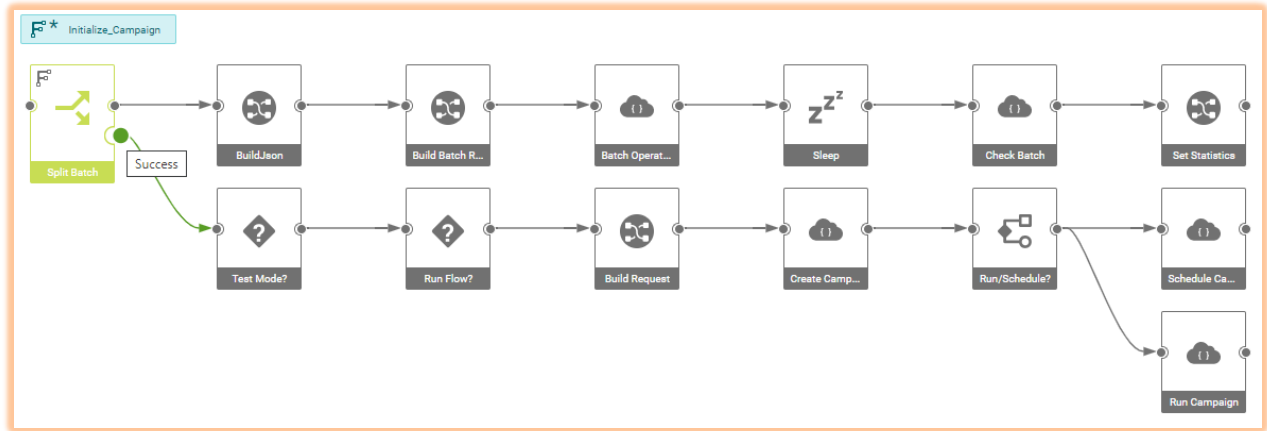 Initialize_Campaign
Split Batch
Success
BuildJson
Build Batch R...
Batch Operat...
zzz
Sleep
Check Batch
Set Statistics
Test Mode?
Run Flow?
Build Request
Create Camp...
Run/Schedule?
Schedule Ca...
Run Campaign